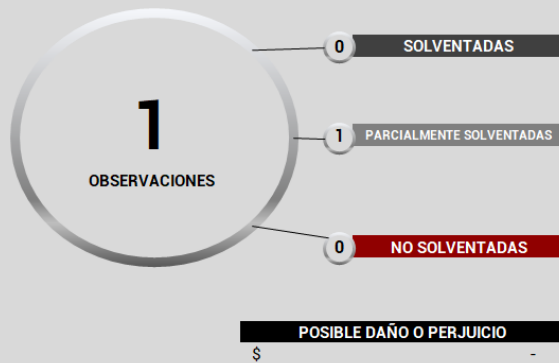 0 SOLVENTADAS
1
1 PARCIALMENTE SOLVENTADAS
OBSERVACIONES
0 NO SOLVENTADAS
POSIBLE DAÑO O PERJUICIO
$ -